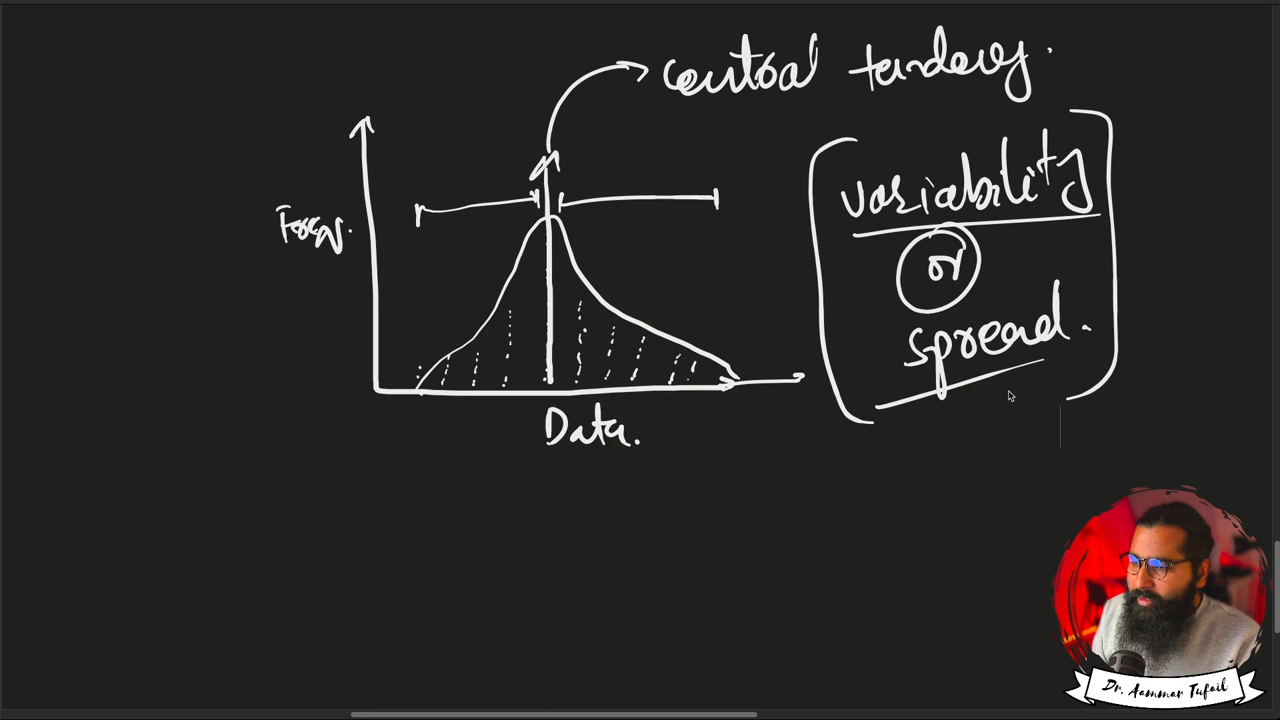 central tendency.
variability
or
spread.
Freq.
Data.
Dr. Aammar Tufail